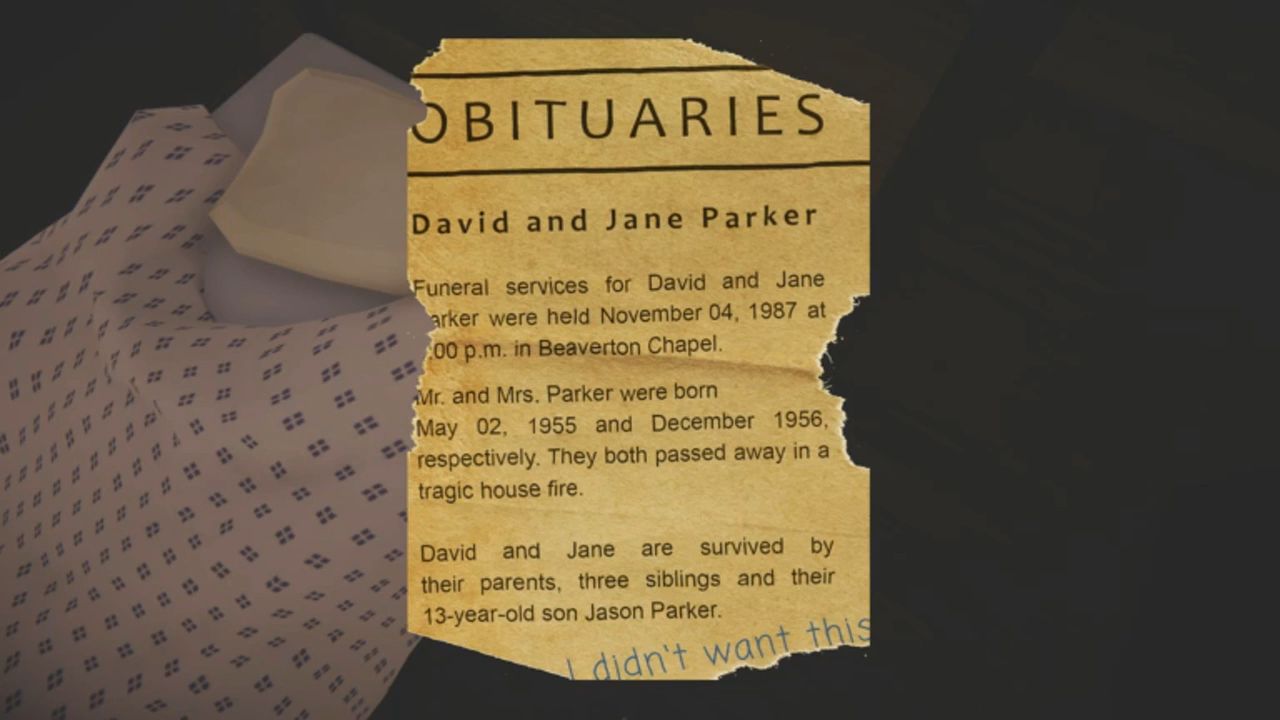 OBITUARIES
David and Jane Parker
Funeral services for David and Jane
Parker were held November 04, 1987 at
:00 p.m. in Beaverton Chapel.
Mr. and Mrs. Parker were born
May 02, 1955 and December 1956,
respectively. They both passed away in a
tragic house fire.
David and Jane are survived by
their parents, three siblings and their
13-year-old son Jason Parker.
I didn't want this